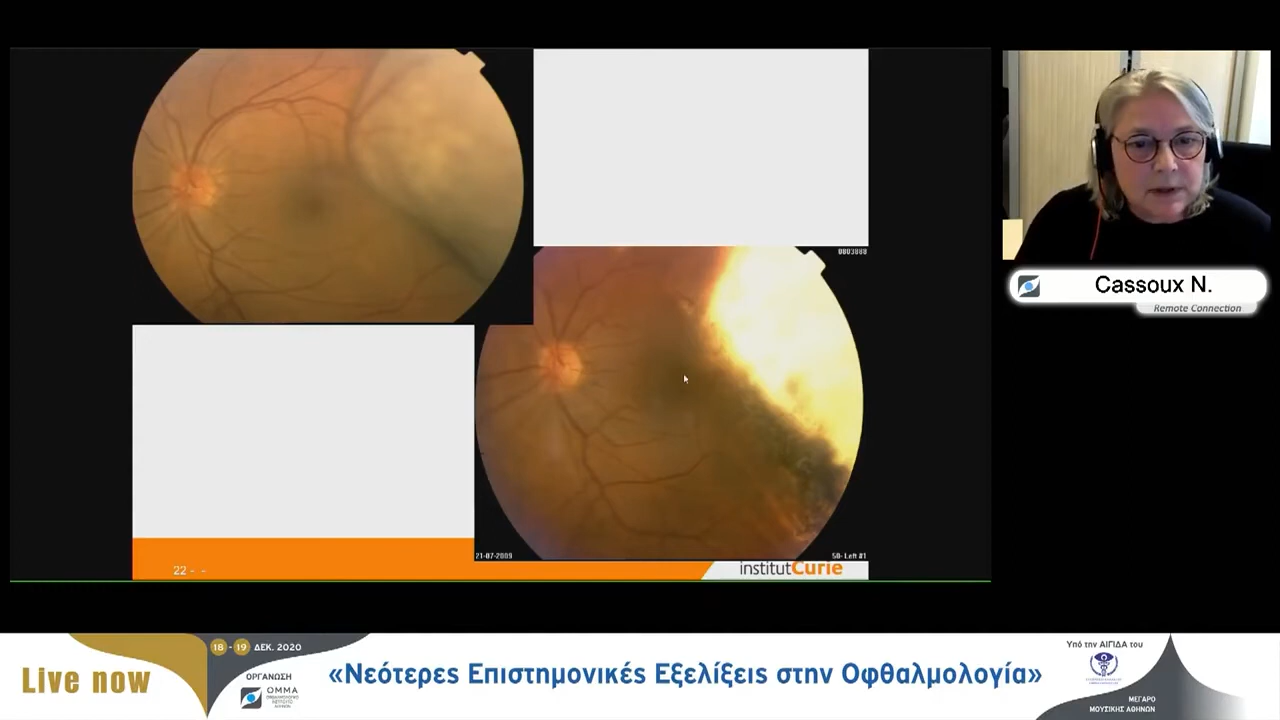 0003888
21-07-2009
50- Left #1
22 - -
institutCurie
Cassoux N.
Remote Connection
Live now
18 - 19 ΔΕΚ. 2020
ΟΡΓΑΝΩΣΗ
ΟΜΜΑ
«Νεότερες Επιστημονικές Εξελίξεις στην Οφθαλμολογία»
Υπό την ΑΙΓΙΔΑ του
ΜΕΓΑΡΟ
ΜΟΥΣΙΚΗΣ ΑΘΗΝΩΝ